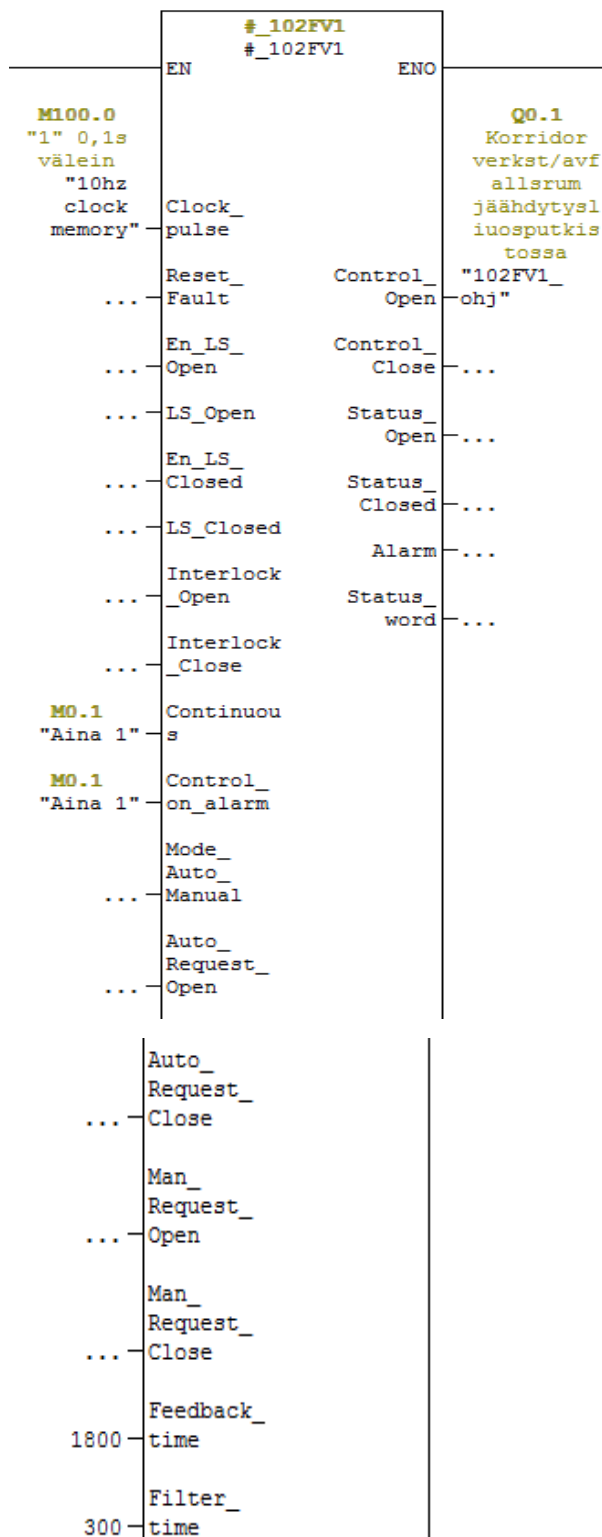 #_102FV1
#_102FV1
EN ENO
M100.0
"1" 0,1s
välein
"10hz
clock
memory"
Clock_
pulse
Q0.1
Korridor
verkst/avf
allsrum
jäähdytysl
iuosputkis
tossa
"102FV1_
ohj"
Reset_
... Fault
Control_
Open
En_LS_
... Open
Control_
Close ...
... LS_Open
Status_
Open ...
En_LS_
... Closed
Status_
Closed ...
... LS_Closed
Alarm ...
Interlock
... _Open
Status_
word ...
Interlock
... _Close
M0.1
"Aina 1"
Continuou
s
M0.1
"Aina 1"
Control_
on_alarm
Mode_
Auto_
... Manual
Auto_
Request_
... Open
Auto_
Request_
... Close
Man_
Request_
... Open
Man_
Request_
... Close
Feedback_
1800 time
Filter_
300 time